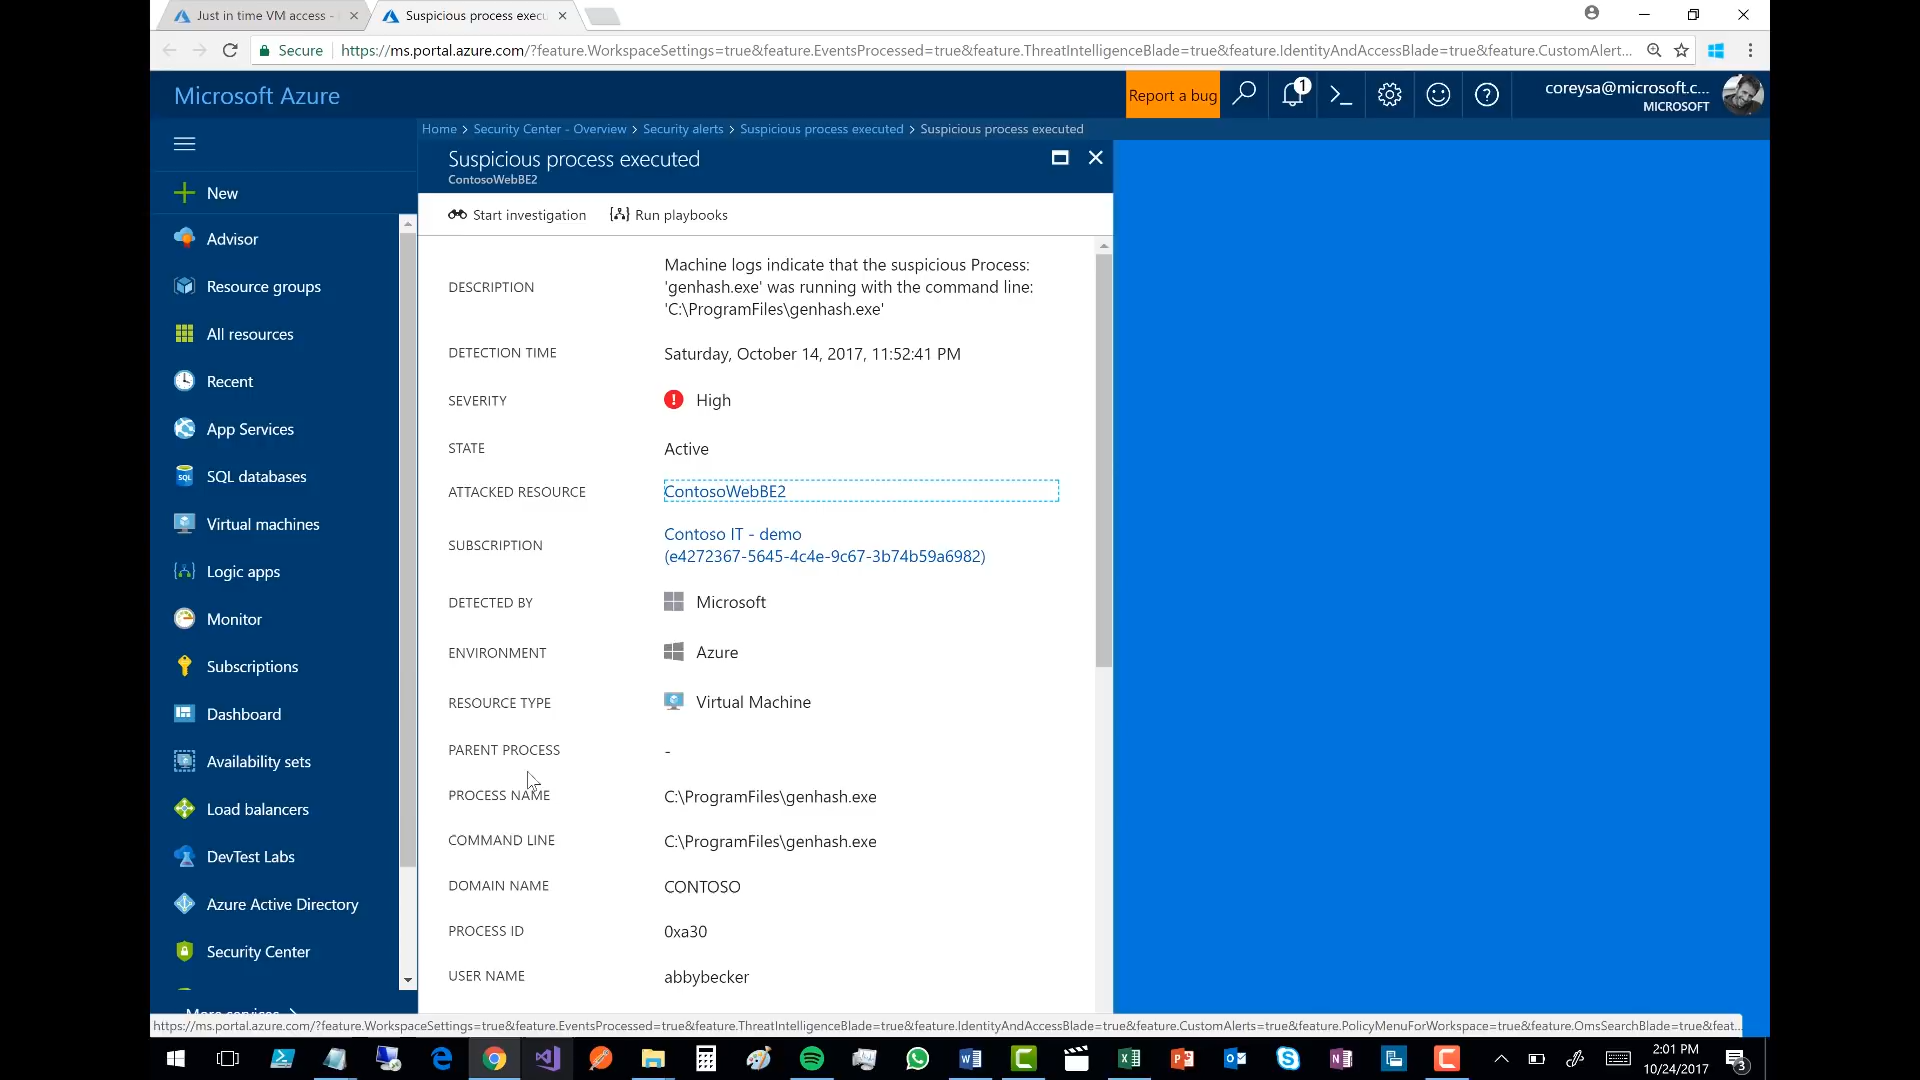 Just in time VM access -
Suspicious process exec
Secure
https://ms.portal.azure.com/?feature.WorkspaceSettings=true&feature.EventsProcessed=true&feature.ThreatIntelligenceBlade=true&feature.IdentityAndAccessBlade=true&feature.CustomAlert...
Microsoft Azure
Report a bug
1
coreysa@microsoft.c...
MICROSOFT
Home > Security Center - Overview > Security alerts > Suspicious process executed > Suspicious process executed
Suspicious process executed
ContosoWebBE2
Start investigation
Run playbooks
New
Advisor
Resource groups
All resources
Recent
App Services
SQL
SQL databases
Virtual machines
Logic apps
Monitor
Subscriptions
Dashboard
Availability sets
Load balancers
DevTest Labs
Azure Active Directory
Security Center
More services >
DESCRIPTION
Machine logs indicate that the suspicious Process:
'genhash.exe' was running with the command line:
'C:\ProgramFiles\genhash.exe'
DETECTION TIME
Saturday, October 14, 2017, 11:52:41 PM
SEVERITY
High
STATE
Active
ATTACKED RESOURCE
ContosoWebBE2
SUBSCRIPTION
Contoso IT - demo
(e4272367-5645-4c4e-9c67-3b74b59a6982)
DETECTED BY
Microsoft
ENVIRONMENT
Azure
RESOURCE TYPE
Virtual Machine
PARENT PROCESS
-
PROCESS NAME
C:\ProgramFiles\genhash.exe
COMMAND LINE
C:\ProgramFiles\genhash.exe
DOMAIN NAME
CONTOSO
PROCESS ID
0xa30
USER NAME
abbybecker
https://ms.portal.azure.com/?feature.WorkspaceSettings=true&feature.EventsProcessed=true&feature.ThreatIntelligenceBlade=true&feature.IdentityAndAccessBlade=true&feature.CustomAlerts=true&feature.PolicyMenuForWorkspace=true&feature.OmsSearchBlade=true&feat...
2:01 PM
10/24/2017
3